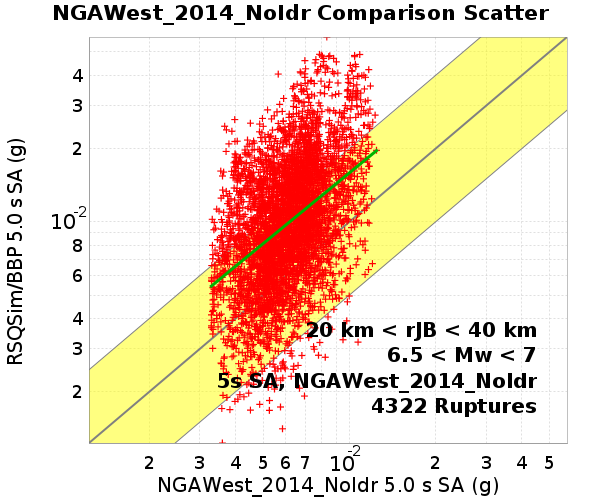 NGAWest_2014_NoIdr Comparison Scatter
RSQSim/BBP 5.0 s SA (g)
4
3
2
10^-2
8
6
4
3
2
20 km < rJB < 40 km
6.5 < Mw < 7
5s SA, NGAWest_2014_NoIdr
4322 Ruptures
2 3 4 5 6 7 10^-2 2 3 4 5
NGAWest_2014_NoIdr 5.0 s SA (g)